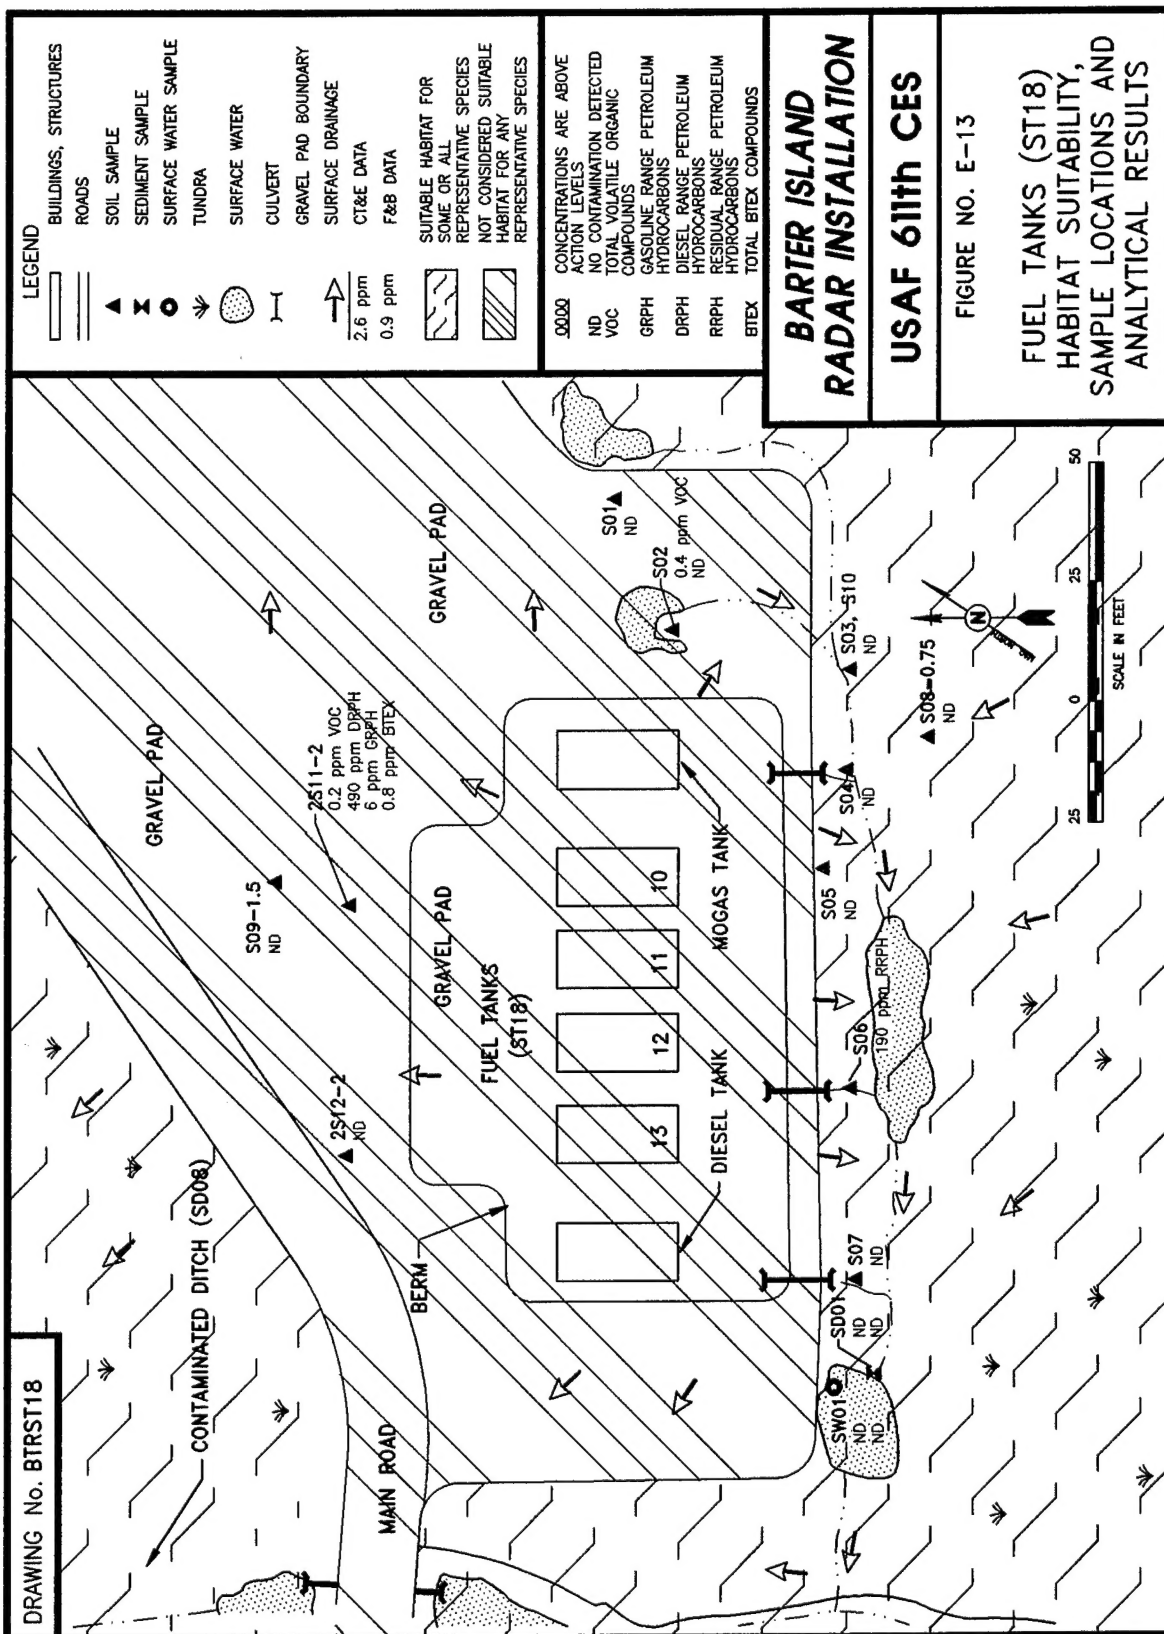 DRAWING No. BTRST18
CONTAMINATED DITCH (SD08)
MAIN ROAD
BERM
GRAVEL PAD
GRAVEL PAD
GRAVEL PAD
S09-1.5
ND
2S11-2
0.2 ppm VOC
490 ppm DRPH
6 ppm GRPH
0.8 ppm BTEX
2S12-2
ND
FUEL TANKS
(ST18)
13
12
11
10
DIESEL TANK
MOGAS TANK
S01
ND
S02
0.4 ppm VOC
ND
S03, S10
ND
S04
ND
S05
ND
S06
190 ppm RRPH
S07
ND
SD01
ND
ND
SW01
ND
ND
S08-0.75
ND
N
MAG. NORTH
25
0
25
50
SCALE IN FEET
LEGEND
BUILDINGS, STRUCTURES
ROADS
SOIL SAMPLE
SEDIMENT SAMPLE
SURFACE WATER SAMPLE
TUNDRA
SURFACE WATER
CULVERT
GRAVEL PAD BOUNDARY
SURFACE DRAINAGE
2.6 ppm CT&E DATA
0.9 ppm F&B DATA
SUITABLE HABITAT FOR
SOME OR ALL
REPRESENTATIVE SPECIES
NOT CONSIDERED SUITABLE
HABITAT FOR ANY
REPRESENTATIVE SPECIES
0000 CONCENTRATIONS ARE ABOVE
ACTION LEVELS
ND NO CONTAMINATION DETECTED
VOC TOTAL VOLATILE ORGANIC
COMPOUNDS
GRPH GASOLINE RANGE PETROLEUM
HYDROCARBONS
DRPH DIESEL RANGE PETROLEUM
HYDROCARBONS
RRPH RESIDUAL RANGE PETROLEUM
HYDROCARBONS
BTEX TOTAL BTEX COMPOUNDS
BARTER ISLAND
RADAR INSTALLATION
USAF 611th CES
FIGURE NO. E-13
FUEL TANKS (ST18)
HABITAT SUITABILITY,
SAMPLE LOCATIONS AND
ANALYTICAL RESULTS